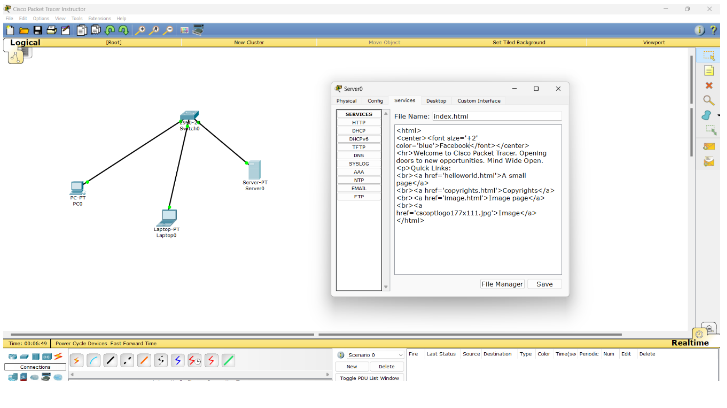 Cisco Packet Tracer Instructor
File Edit Options View Tools Extensions Help
Logical
[Root]
New Cluster
Move Object
Set Tiled Background
Viewport
Switch0
Server-PT
Server0
PC-PT
PC0
Laptop-PT
Laptop0
Server0
Physical Config Services Desktop Custom Interface
SERVICES
HTTP
DHCP
DHCPv6
TFTP
DNS
SYSLOG
AAA
NTP
EMAIL
FTP
File Name: index.html
<html>
<center><font size='+2'
color='blue'>Facebook</font></center>
<hr>Welcome to Cisco Packet Tracer. Opening
doors to new opportunities. Mind Wide Open.
<p>Quick Links:
<br><a href='helloworld.html'>A small
page</a>
<br><a href='copyrights.html'>Copyrights</a>
<br><a href='image.html'>Image page</a>
<br><a
href='cscoptlogo177x111.jpg'>Image</a>
</html>
File Manager Save
Time: 00:06:49 Power Cycle Devices Fast Forward Time
Realtime
Connections
Scenario 0
New Delete
Toggle PDU List Window
Fire Last Status Source Destination Type Color Time(sec Periodic Num Edit Delete